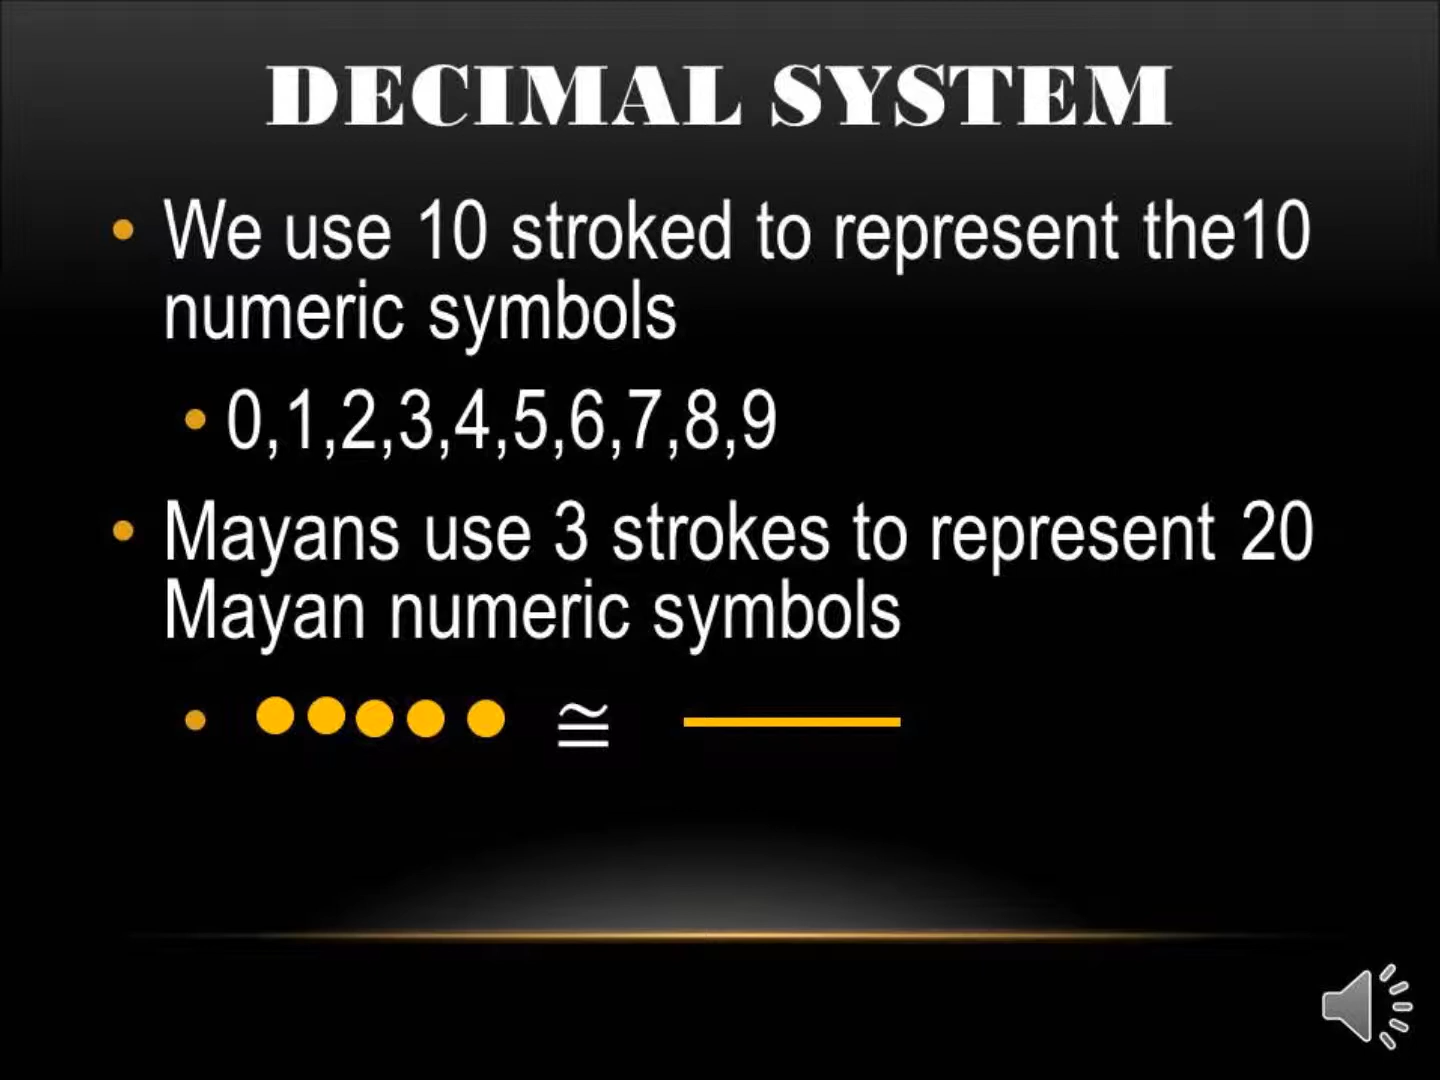 DECIMAL SYSTEM
• We use 10 stroked to represent the10
numeric symbols
• 0,1,2,3,4,5,6,7,8,9
• Mayans use 3 strokes to represent 20
Mayan numeric symbols
• ●●●●● ≅ —